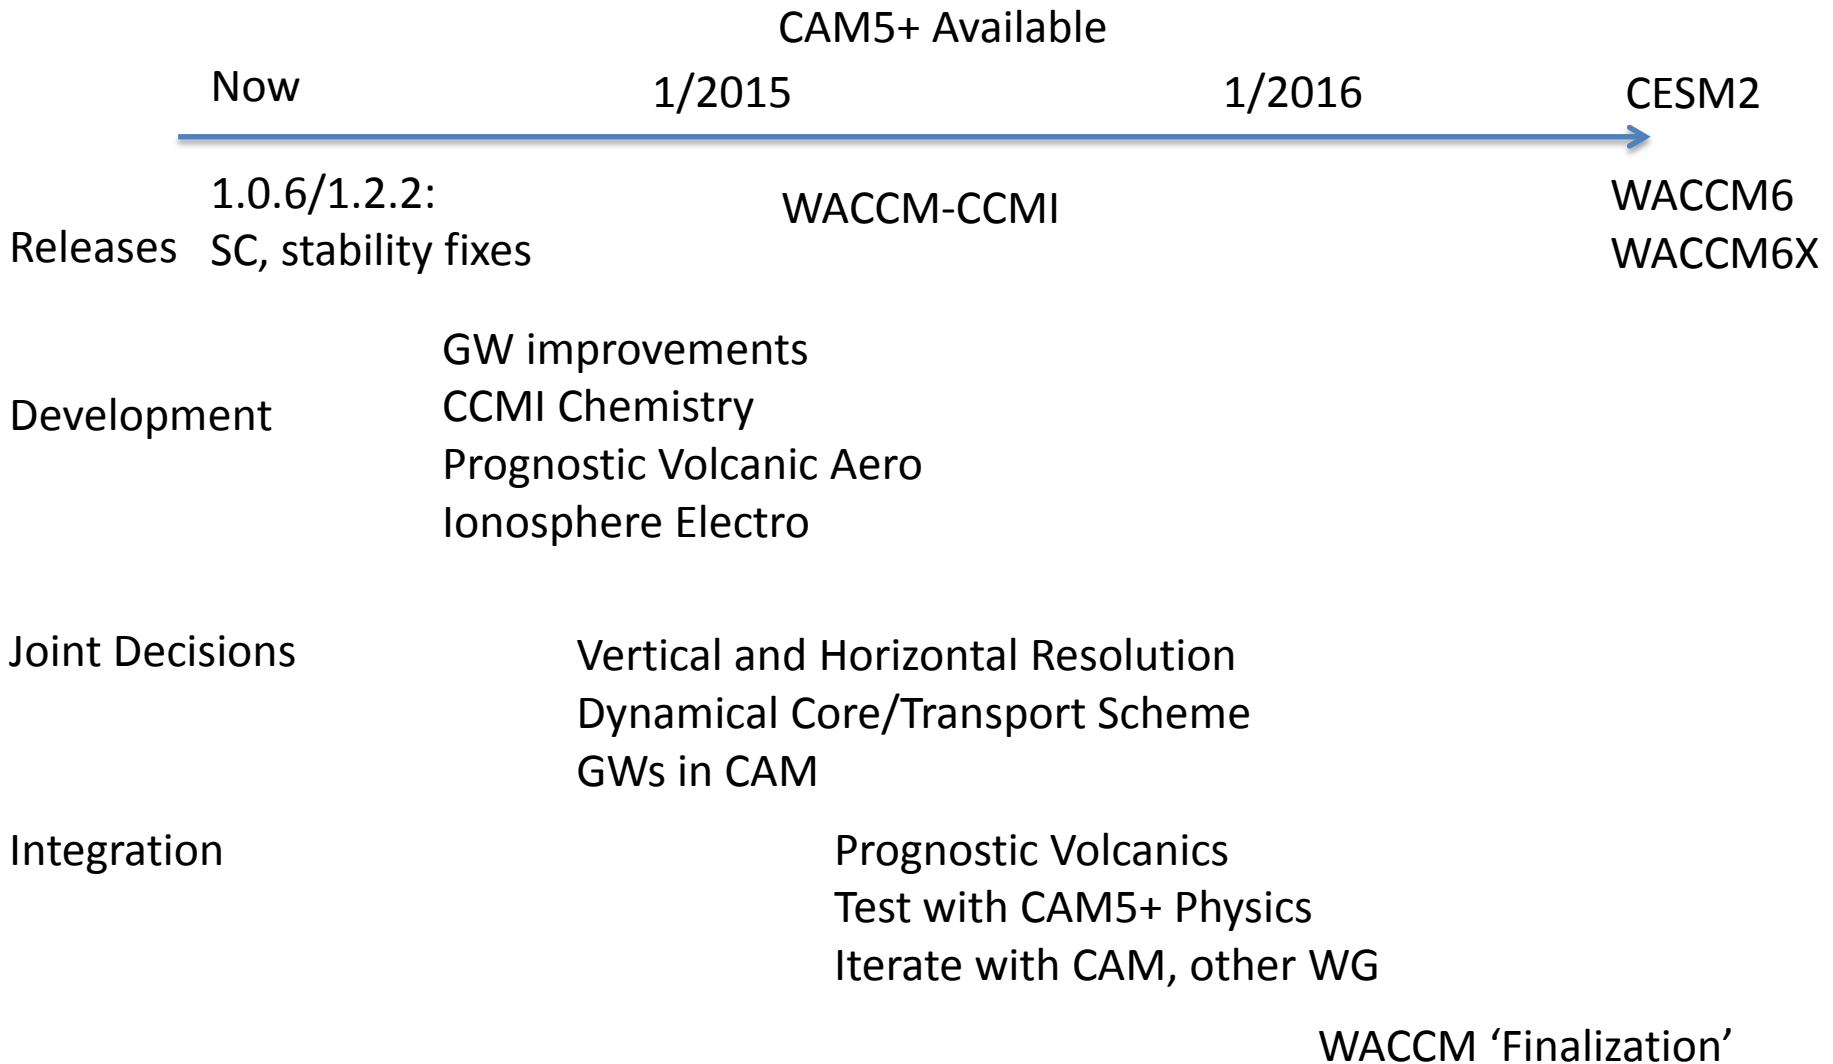 CAM5+ Available
Now 1/2015 1/2016 CESM2
1.0.6/1.2.2: WACCM-CCMI WACCM6
Releases SC, stability fixes WACCM6X
GW improvements
Development CCMI Chemistry
Prognostic Volcanic Aero
Ionosphere Electro
Joint Decisions Vertical and Horizontal Resolution
Dynamical Core/Transport Scheme
GWs in CAM
Integration Prognostic Volcanics
Test with CAM5+ Physics
Iterate with CAM, other WG
WACCM ‘Finalization’